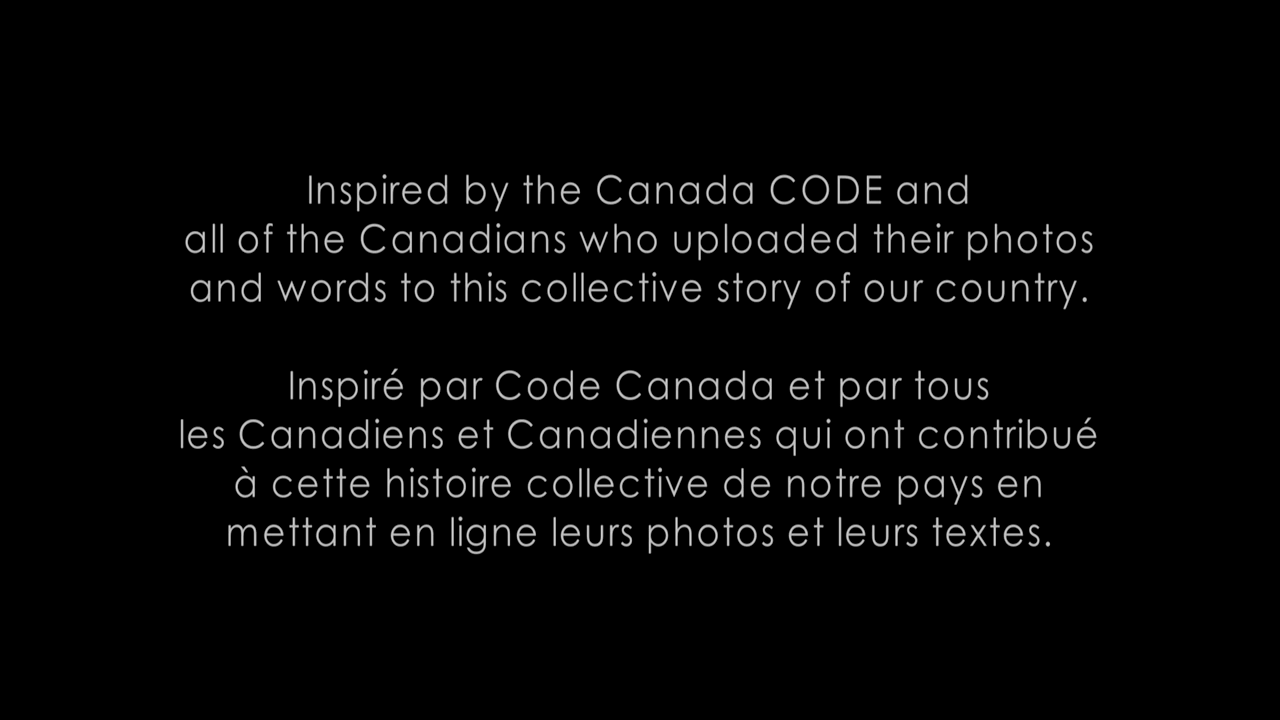 Inspired by the Canada CODE and
all of the Canadians who uploaded their photos
and words to this collective story of our country.
Inspiré par Code Canada et par tous
les Canadiens et Canadiennes qui ont contribué
à cette histoire collective de notre pays en
mettant en ligne leurs photos et leurs textes.